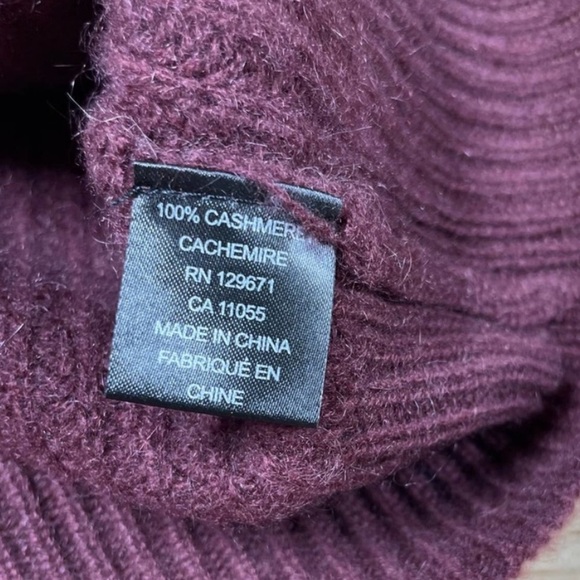 100% CASHMERE
CACHEMIRE
RN 129671
CA 11055
MADE IN CHINA
FABRIQUÉ EN
CHINE